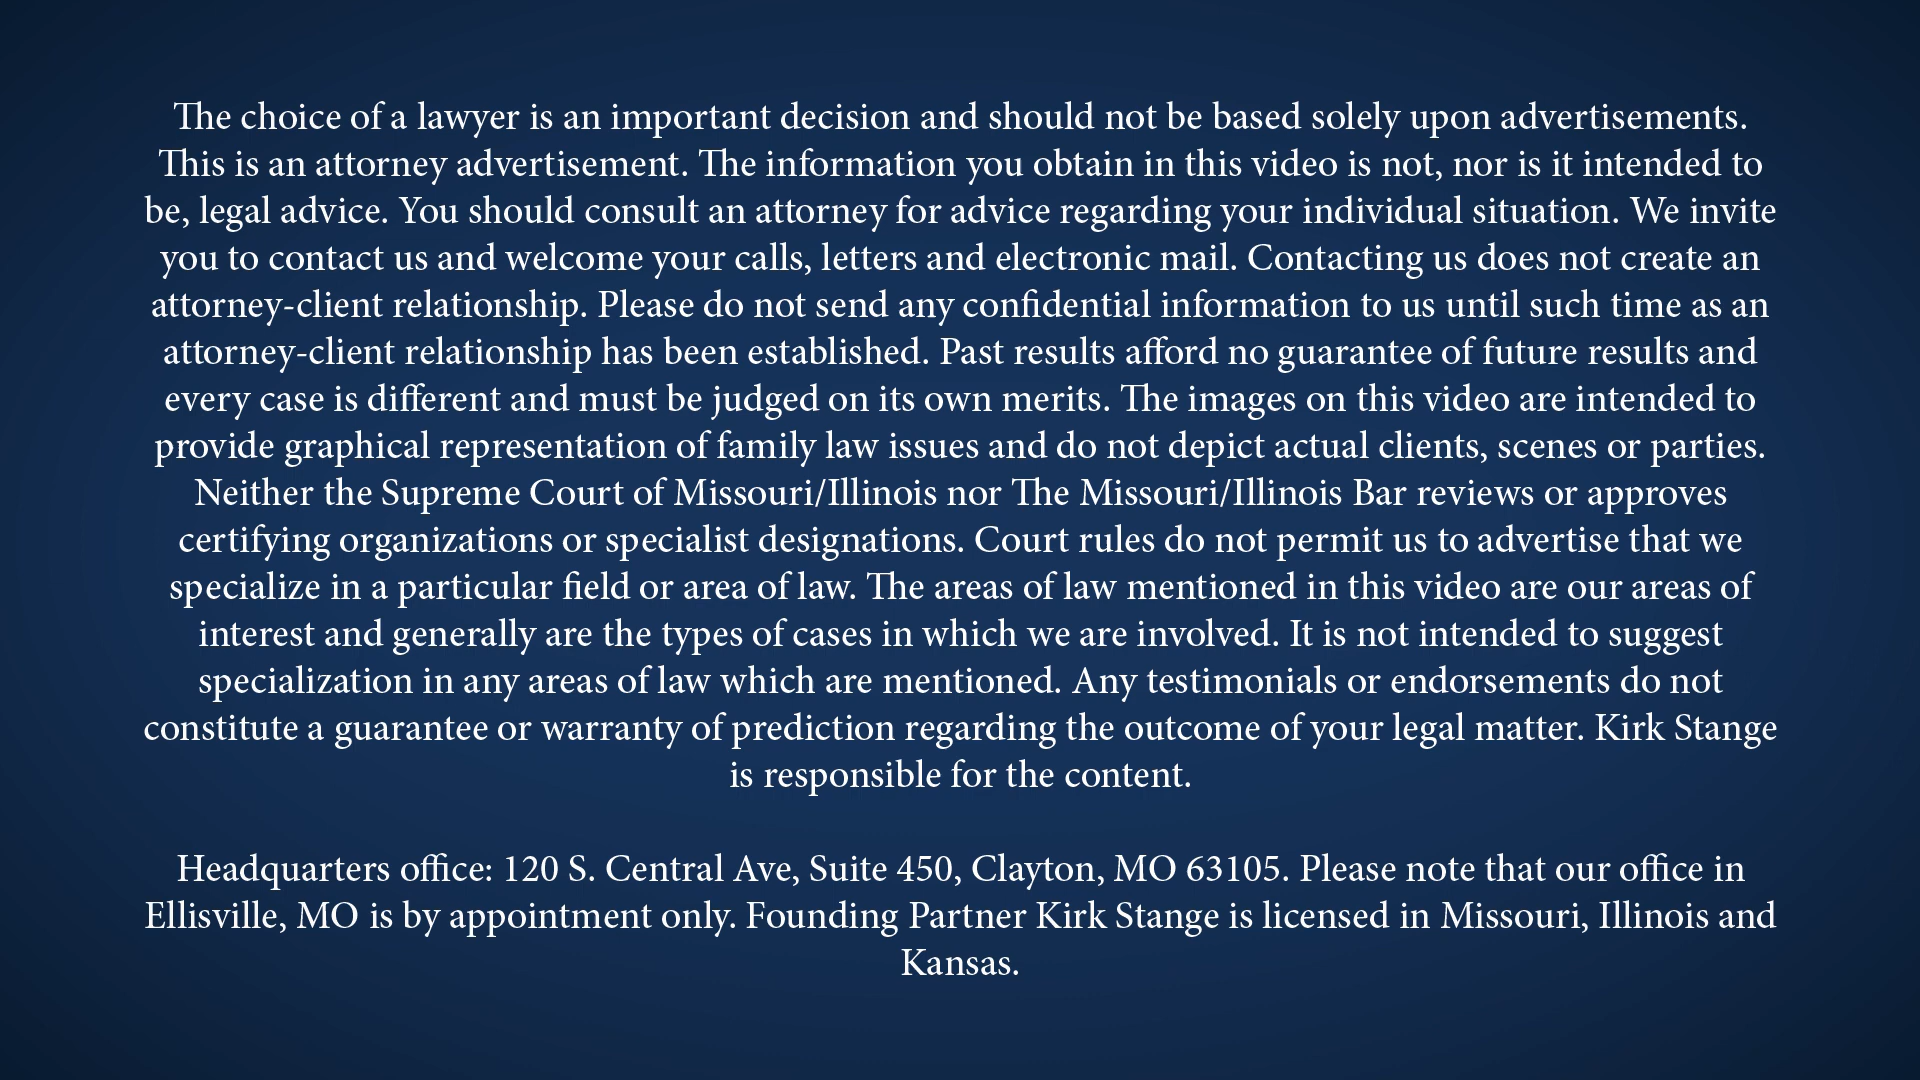 The choice of a lawyer is an important decision and should not be based solely upon advertisements.
This is an attorney advertisement. The information you obtain in this video is not, nor is it intended to
be, legal advice. You should consult an attorney for advice regarding your individual situation. We invite
you to contact us and welcome your calls, letters and electronic mail. Contacting us does not create an
attorney-client relationship. Please do not send any confidential information to us until such time as an
attorney-client relationship has been established. Past results afford no guarantee of future results and
every case is different and must be judged on its own merits. The images on this video are intended to
provide graphical representation of family law issues and do not depict actual clients, scenes or parties.
Neither the Supreme Court of Missouri/Illinois nor The Missouri/Illinois Bar reviews or approves
certifying organizations or specialist designations. Court rules do not permit us to advertise that we
specialize in a particular field or area of law. The areas of law mentioned in this video are our areas of
interest and generally are the types of cases in which we are involved. It is not intended to suggest
specialization in any areas of law which are mentioned. Any testimonials or endorsements do not
constitute a guarantee or warranty of prediction regarding the outcome of your legal matter. Kirk Stange
is responsible for the content.
Headquarters office: 120 S. Central Ave, Suite 450, Clayton, MO 63105. Please note that our office in
Ellisville, MO is by appointment only. Founding Partner Kirk Stange is licensed in Missouri, Illinois and
Kansas.